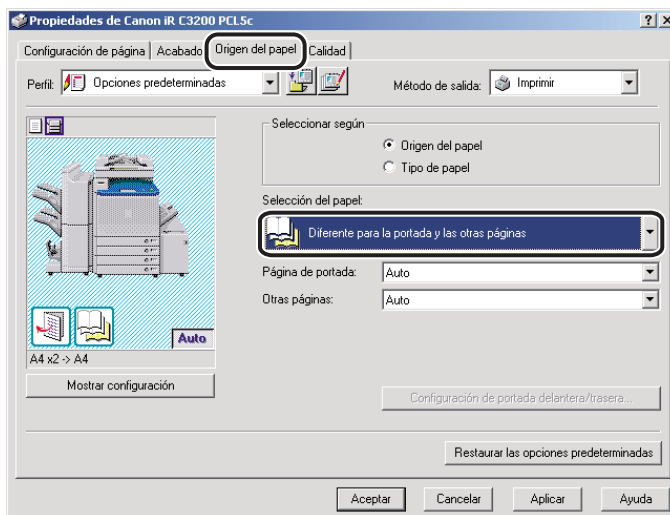 Propiedades de Canon iR C3200 PCL5c
Configuración de página Acabado Origen del papel Calidad
Perfil: Opciones predeterminadas Método de salida: Imprimir
Seleccionar según
Origen del papel
Tipo de papel
Selección del papel:
Diferente para la portada y las otras páginas
Página de portada: Auto
Otras páginas: Auto
Auto
A4 x2 -> A4
Mostrar configuración
Configuración de portada delantera/trasera...
Restaurar las opciones predeterminadas
Aceptar Cancelar Aplicar Ayuda